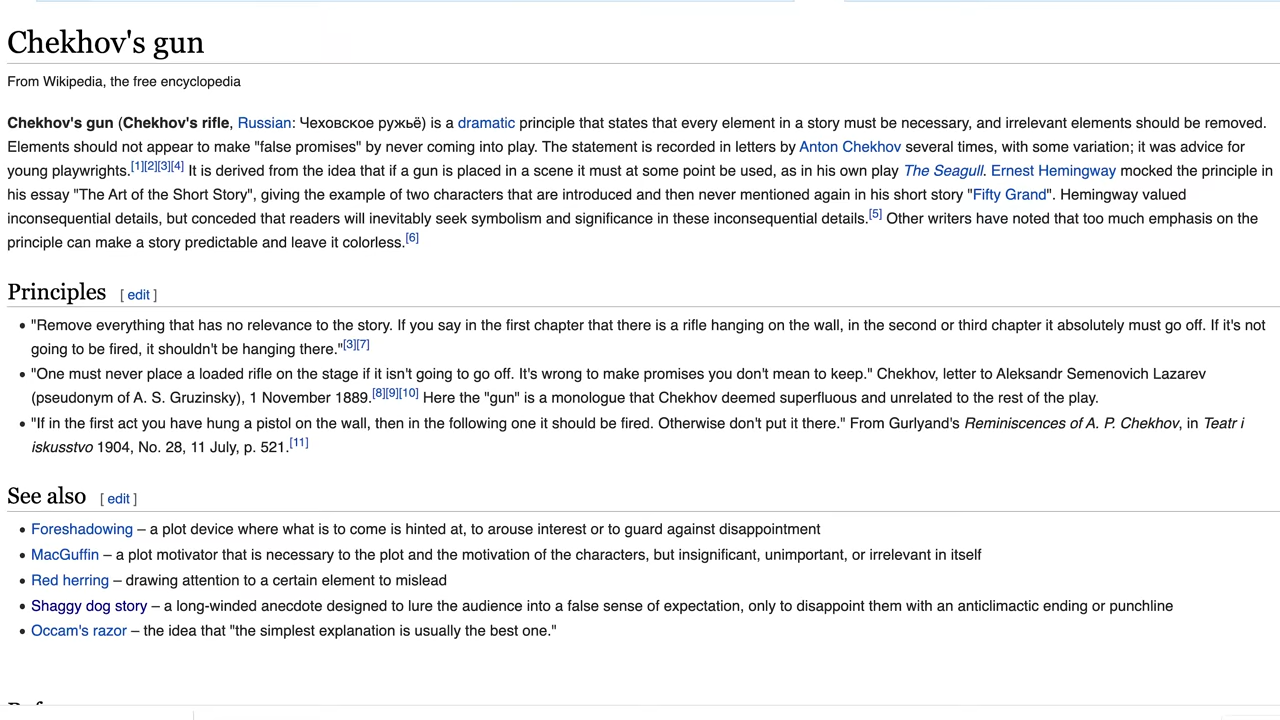 Chekhov's gun
From Wikipedia, the free encyclopedia
Chekhov's gun (Chekhov's rifle, Russian: Чеховское ружьё) is a dramatic principle that states that every element in a story must be necessary, and irrelevant elements should be removed.
Elements should not appear to make "false promises" by never coming into play. The statement is recorded in letters by Anton Chekhov several times, with some variation; it was advice for
young playwrights.[1][2][3][4] It is derived from the idea that if a gun is placed in a scene it must at some point be used, as in his own play The Seagull. Ernest Hemingway mocked the principle in
his essay "The Art of the Short Story", giving the example of two characters that are introduced and then never mentioned again in his short story "Fifty Grand". Hemingway valued
inconsequential details, but conceded that readers will inevitably seek symbolism and significance in these inconsequential details.[5] Other writers have noted that too much emphasis on the
principle can make a story predictable and leave it colorless.[6]
Principles [ edit ]
• "Remove everything that has no relevance to the story. If you say in the first chapter that there is a rifle hanging on the wall, in the second or third chapter it absolutely must go off. If it's not
going to be fired, it shouldn't be hanging there."[3][7]
• "One must never place a loaded rifle on the stage if it isn't going to go off. It's wrong to make promises you don't mean to keep." Chekhov, letter to Aleksandr Semenovich Lazarev
(pseudonym of A. S. Gruzinsky), 1 November 1889.[8][9][10] Here the "gun" is a monologue that Chekhov deemed superfluous and unrelated to the rest of the play.
• "If in the first act you have hung a pistol on the wall, then in the following one it should be fired. Otherwise don't put it there." From Gurlyand's Reminiscences of A. P. Chekhov, in Teatr i
iskusstvo 1904, No. 28, 11 July, p. 521.[11]
See also [ edit ]
• Foreshadowing – a plot device where what is to come is hinted at, to arouse interest or to guard against disappointment
• MacGuffin – a plot motivator that is necessary to the plot and the motivation of the characters, but insignificant, unimportant, or irrelevant in itself
• Red herring – drawing attention to a certain element to mislead
• Shaggy dog story – a long-winded anecdote designed to lure the audience into a false sense of expectation, only to disappoint them with an anticlimactic ending or punchline
• Occam's razor – the idea that "the simplest explanation is usually the best one."